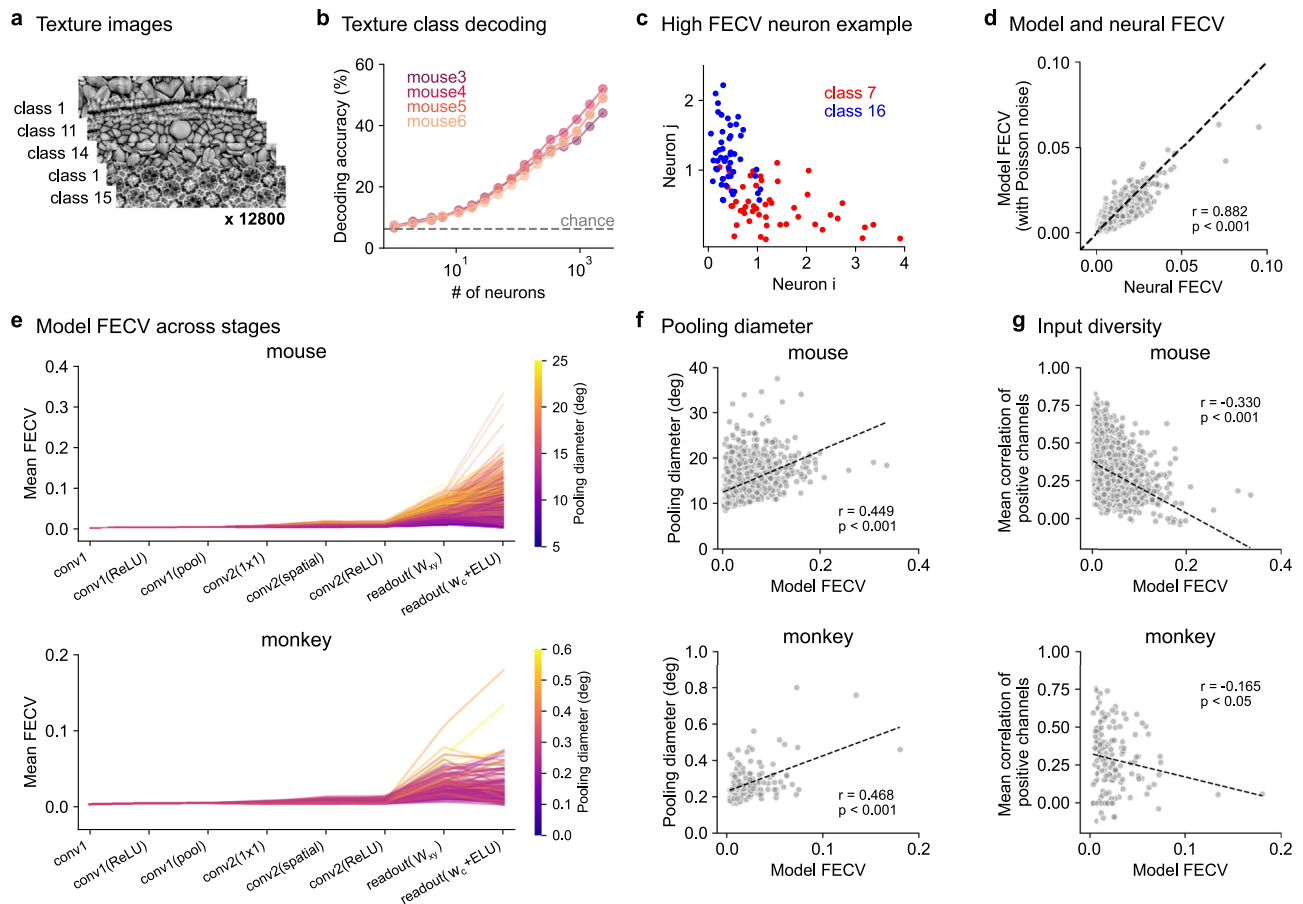 a Texture images
class 1
class 11
class 14
class 1
class 15
x 12800
b Texture class decoding
Decoding accuracy (%)
60
40
20
0
mouse3
mouse4
mouse5
mouse6
chance
10¹
10³
# of neurons
c High FECV neuron example
Neuron j
2
1
class 7
class 16
0
1
2
3
4
Neuron i
d Model and neural FECV
Model FECV
(with Poisson noise)
0.10
0.05
0.00
r = 0.882
p < 0.001
0.00
0.05
0.10
Neural FECV
e Model FECV across stages
mouse
Mean FECV
0.4
0.3
0.2
0.1
0.0
conv1
conv1(ReLU)
conv1(pool)
conv2(1x1)
conv2(spatial)
conv2(ReLU)
readout(W_xy)
readout(w_c+ELU)
25
20
15
10
5
Pooling diameter (deg)
monkey
Mean FECV
0.2
0.1
0.0
conv1
conv1(ReLU)
conv1(pool)
conv2(1x1)
conv2(spatial)
conv2(ReLU)
readout(W_xy)
readout(w_c+ELU)
0.6
0.5
0.4
0.3
0.2
0.1
0.0
Pooling diameter (deg)
f Pooling diameter
mouse
Pooling diameter (deg)
40
30
20
10
0
r = 0.449
p < 0.001
0.0
0.2
0.4
Model FECV
monkey
Pooling diameter (deg)
1.0
0.8
0.6
0.4
0.2
0.0
r = 0.468
p < 0.001
0.0
0.1
0.2
Model FECV
g Input diversity
mouse
Mean correlation of
positive channels
1.00
0.75
0.50
0.25
0.00
r = -0.330
p < 0.001
0.0
0.2
0.4
Model FECV
monkey
Mean correlation of
positive channels
1.00
0.75
0.50
0.25
0.00
r = -0.165
p < 0.05
0.0
0.1
0.2
Model FECV